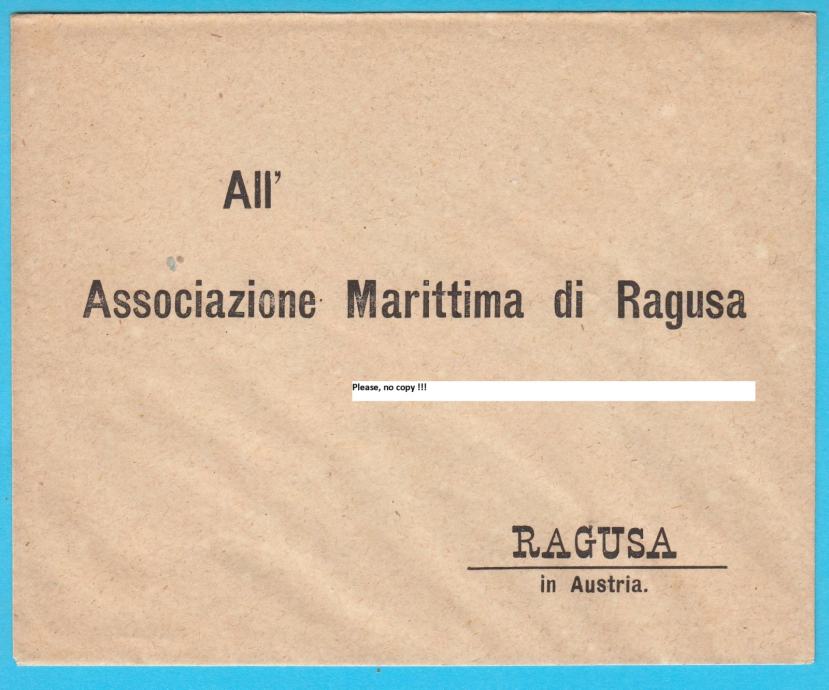 All'
Associazione Marittima di Ragusa
Please, no copy !!!
RAGUSA
in Austria.